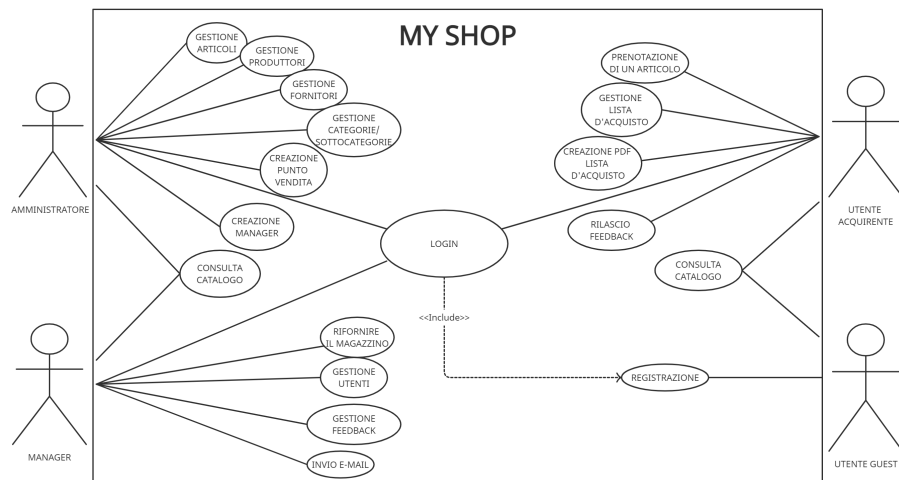 MY SHOP
GESTIONE
ARTICOLI
GESTIONE
PRODUTTORI
GESTIONE
FORNITORI
GESTIONE
CATEGORIE/
SOTTOCATEGORIE
CREAZIONE
PUNTO
VENDITA
CREAZIONE
MANAGER
CONSULTA
CATALOGO
AMMINISTRATORE
LOGIN
<<Include>>
PRENOTAZIONE
DI UN ARTICOLO
GESTIONE
LISTA
D'ACQUISTO
CREAZIONE PDF
LISTA
D'ACQUISTO
RILASCIO
FEEDBACK
CONSULTA
CATALOGO
UTENTE
ACQUIRENTE
RIFORNIRE
IL MAGAZZINO
GESTIONE
UTENTI
GESTIONE
FEEDBACK
INVIO E-MAIL
MANAGER
REGISTRAZIONE
UTENTE GUEST